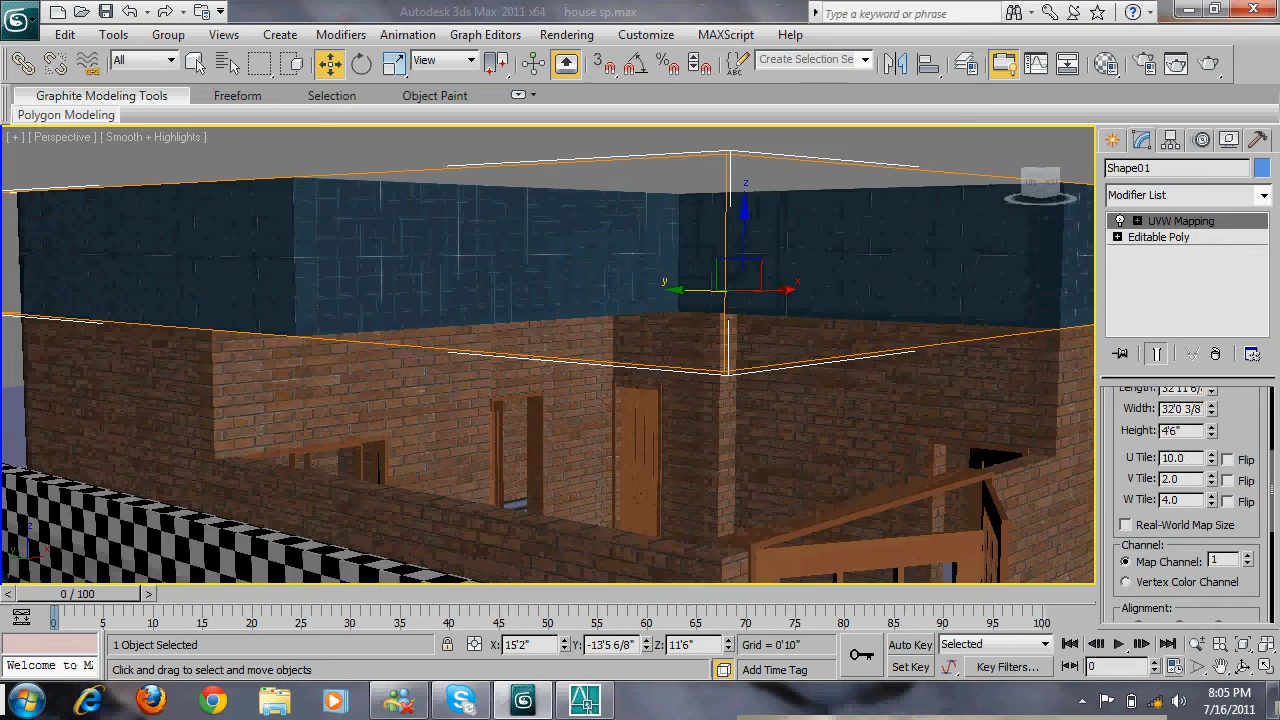 Autodesk 3ds Max 2011 x64 house sp.max
Type a keyword or phrase
Edit Tools Group Views Create Modifiers Animation Graph Editors Rendering Customize MAXScript Help
All View 3 Create Selection Se
Graphite Modeling Tools Freeform Selection Object Paint
Polygon Modeling
[ + ] [ Perspective ] [ Smooth + Highlights ]
Shape01
Modifier List
UVW Mapping
Editable Poly
z
y x
Length: 32'11 6/
Width: 32'0 3/8
Height: 4'6"
U Tile: 10.0 Flip
V Tile: 2.0 Flip
W Tile: 4.0 Flip
Real-World Map Size
Channel:
Map Channel: 1
Vertex Color Channel
Alignment:
z
y x
< 0 / 100 >
0 5 10 15 20 25 30 35 40 45 50 55 60 65 70 75 80 85 90 95 100
1 Object Selected X: 15'2" Y: -13'5 6/8" Z: 11'6" Grid = 0'10" Auto Key Selected
Welcome to M Click and drag to select and move objects Add Time Tag Set Key Key Filters... 0
8:05 PM
7/16/2011